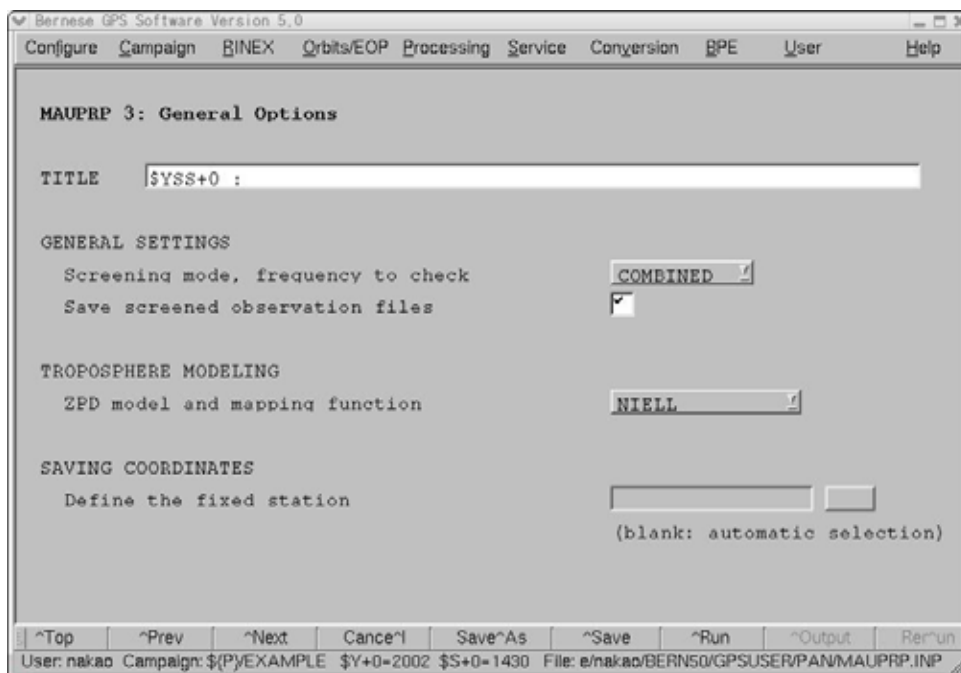 Bernese GPS Software Version 5.0
Configure Campaign RINEX Orbits/EOP Processing Service Conversion BPE User Help
MAUPRP 3: General Options
TITLE $YSS+0 :
GENERAL SETTINGS
Screening mode, frequency to check COMBINED
Save screened observation files
TROPOSPHERE MODELING
ZPD model and mapping function NIELL
SAVING COORDINATES
Define the fixed station
(blank: automatic selection)
^Top ^Prev ^Next Cance^l Save^As ^Save ^Run ^Output Rer^un
User: nakao Campaign: ${P}/EXAMPLE $Y+0=2002 $S+0=1430 File: e/nakao/BERN50/GPSUSER/PAN/MAUPRP.INP